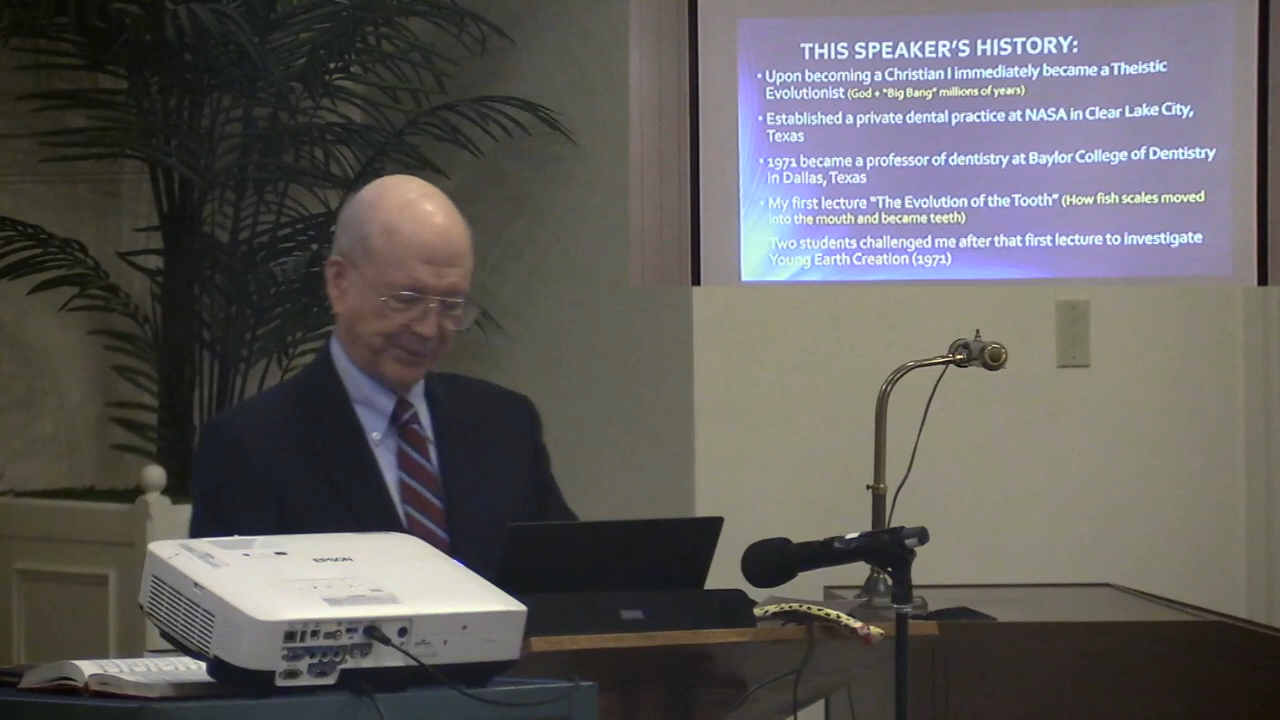 THIS SPEAKER'S HISTORY:
• Upon becoming a Christian I immediately became a Theistic
Evolutionist (God + "Big Bang" millions of years)
• Established a private dental practice at NASA in Clear Lake City,
Texas
• 1971 became a professor of dentistry at Baylor College of Dentistry
in Dallas, Texas
• My first lecture "The Evolution of the Tooth" (How fish scales moved
into the mouth and became teeth)
Two students challenged me after that first lecture to investigate
Young Earth Creation (1971)
EPSON